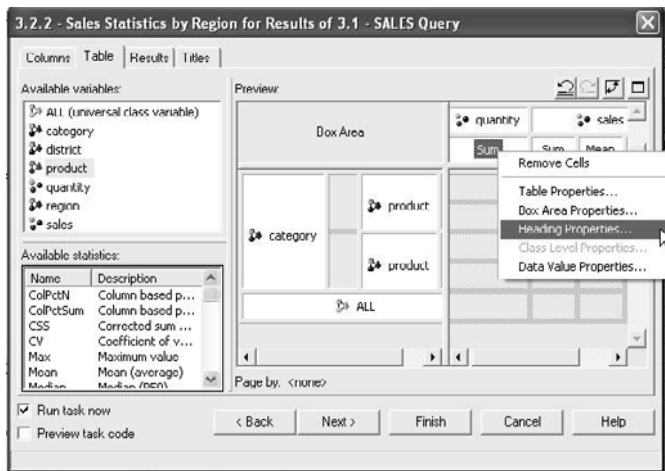 3.2.2 - Sales Statistics by Region for Results of 3.1 - SALES Query
Columns Table Results Titles
Available variables:
ALL (universal class variable)
category
district
product
quantity
region
sales
Available statistics:
Name Description
ColPctN Column based p...
ColPctSum Column based p...
CSS Corrected sum ...
CV Coefficient of v...
Max Maximum value
Mean Mean (average)
Median Median (P50)
Preview:
Box Area
quantity sales
Sum Sum Mean
category
product
product
ALL
Remove Cells
Table Properties...
Box Area Properties...
Heading Properties...
Class Level Properties...
Data Value Properties...
Page by: <none>
Run task now
Preview task code
< Back Next > Finish Cancel Help